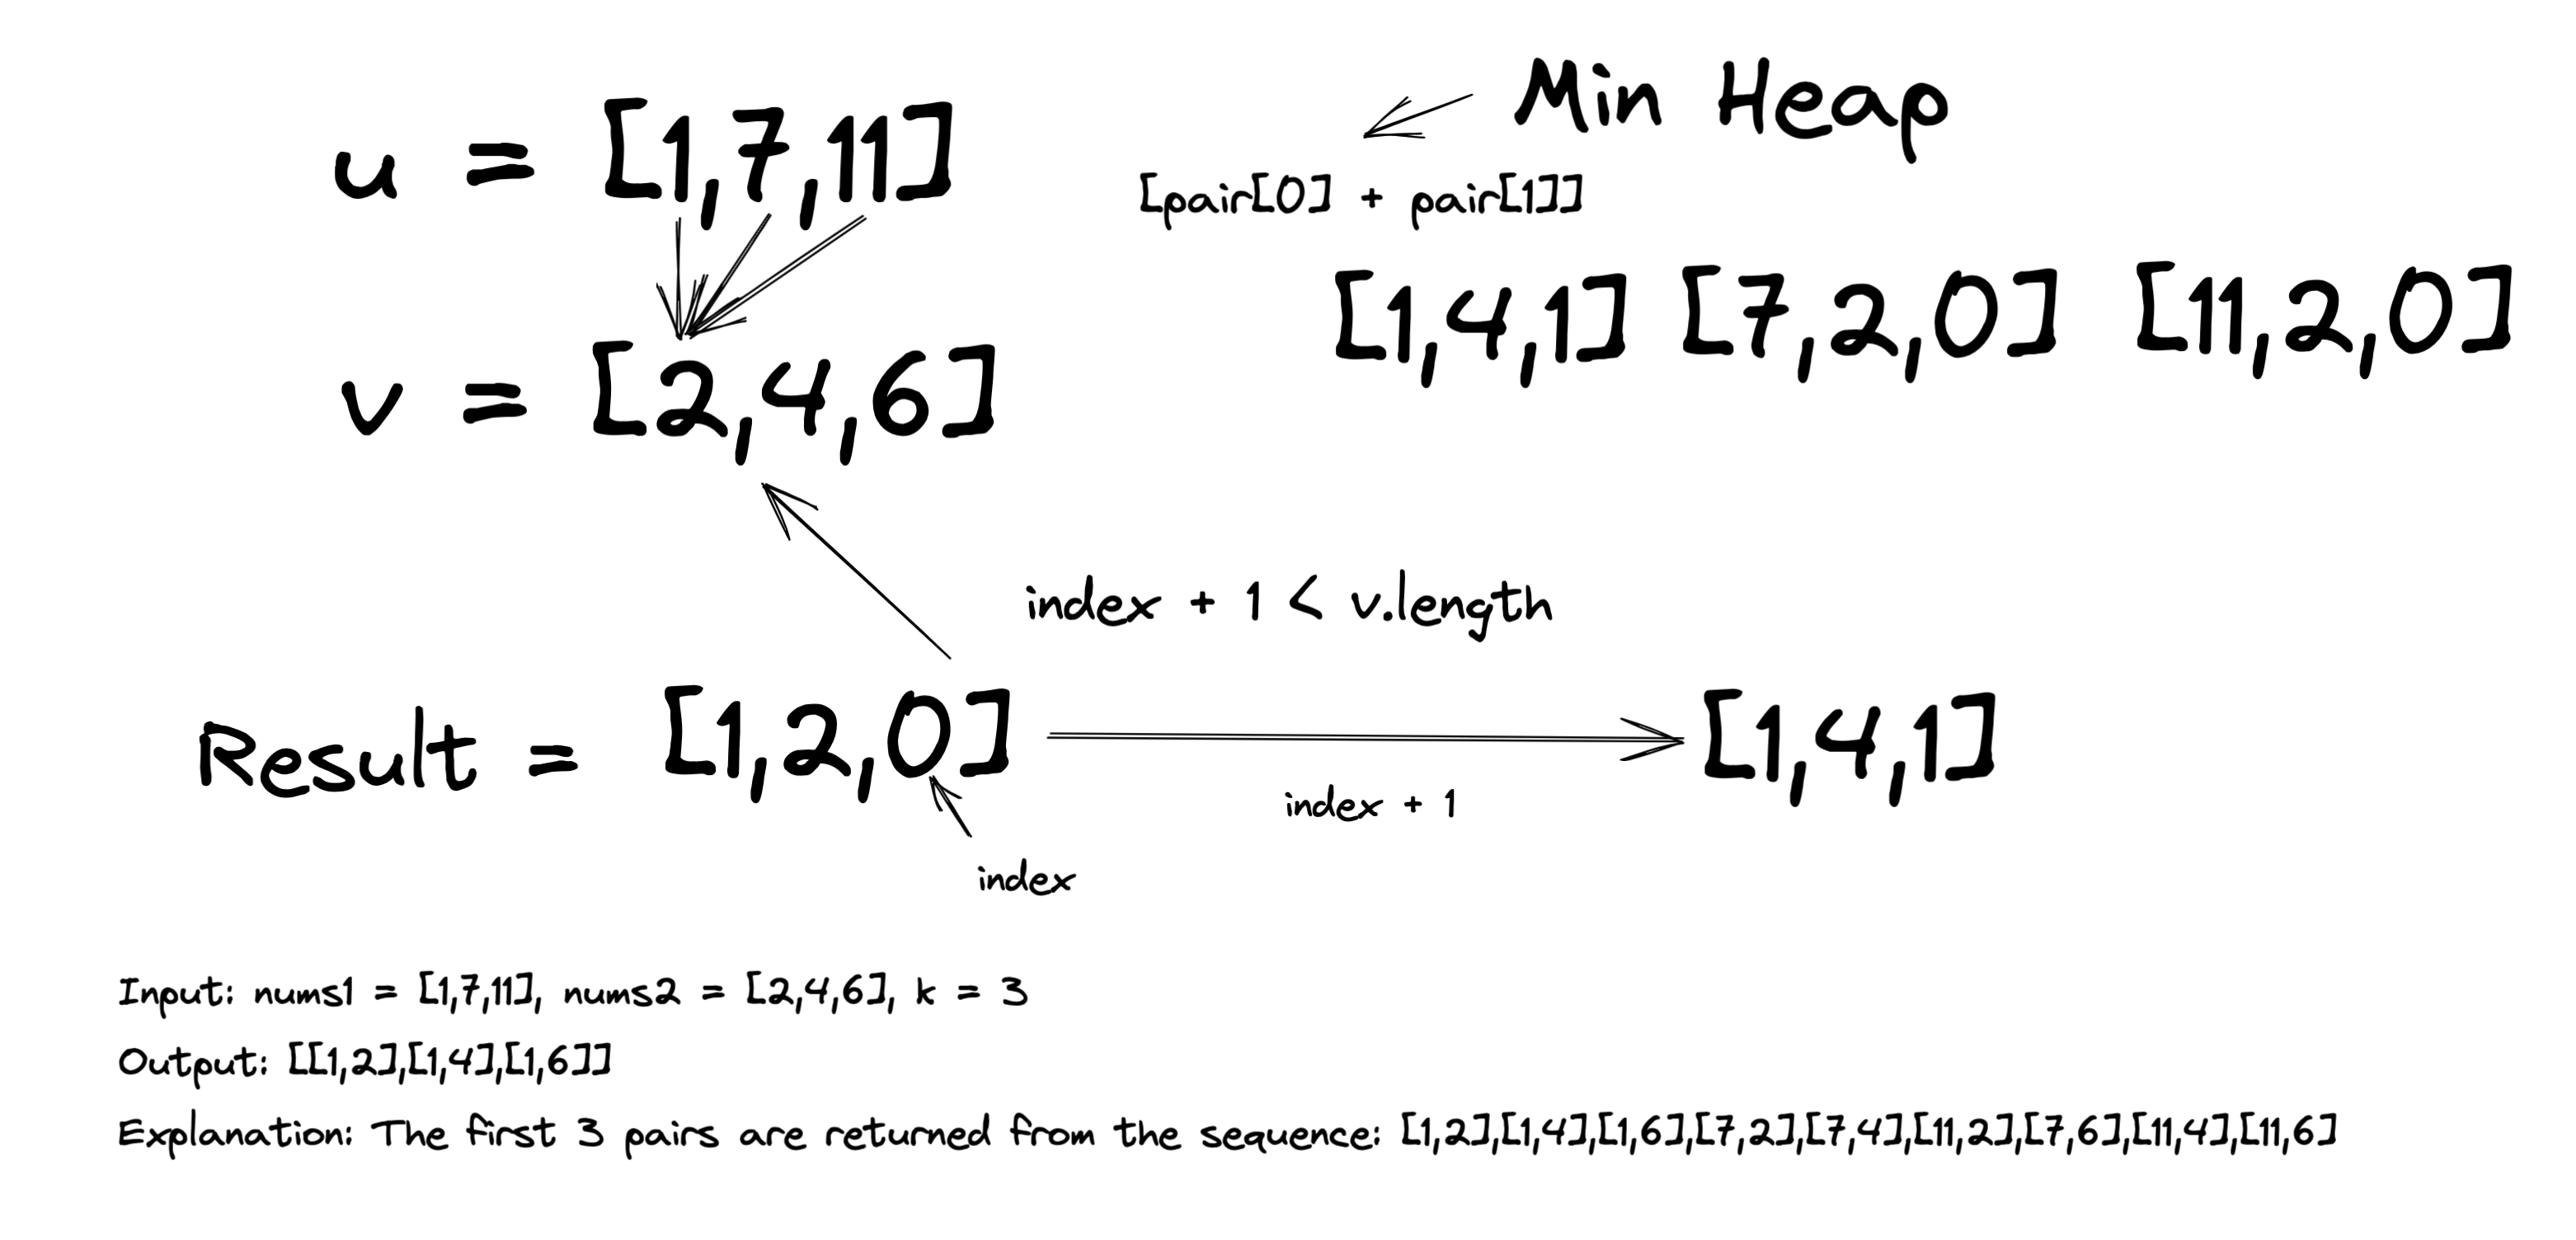 u = [1,7,11]
Min Heap
[pair[0] + pair[1]]
[1,4,1] [7,2,0] [11,2,0]
v = [2,4,6]
index + 1 < v.length
Result = [1,2,0]
[1,4,1]
index + 1
index
Input: nums1 = [1,7,11], nums2 = [2,4,6], k = 3
Output: [[1,2],[1,4],[1,6]]
Explanation: The first 3 pairs are returned from the sequence: [1,2],[1,4],[1,6],[7,2],[7,4],[11,2],[7,6],[11,4],[11,6]